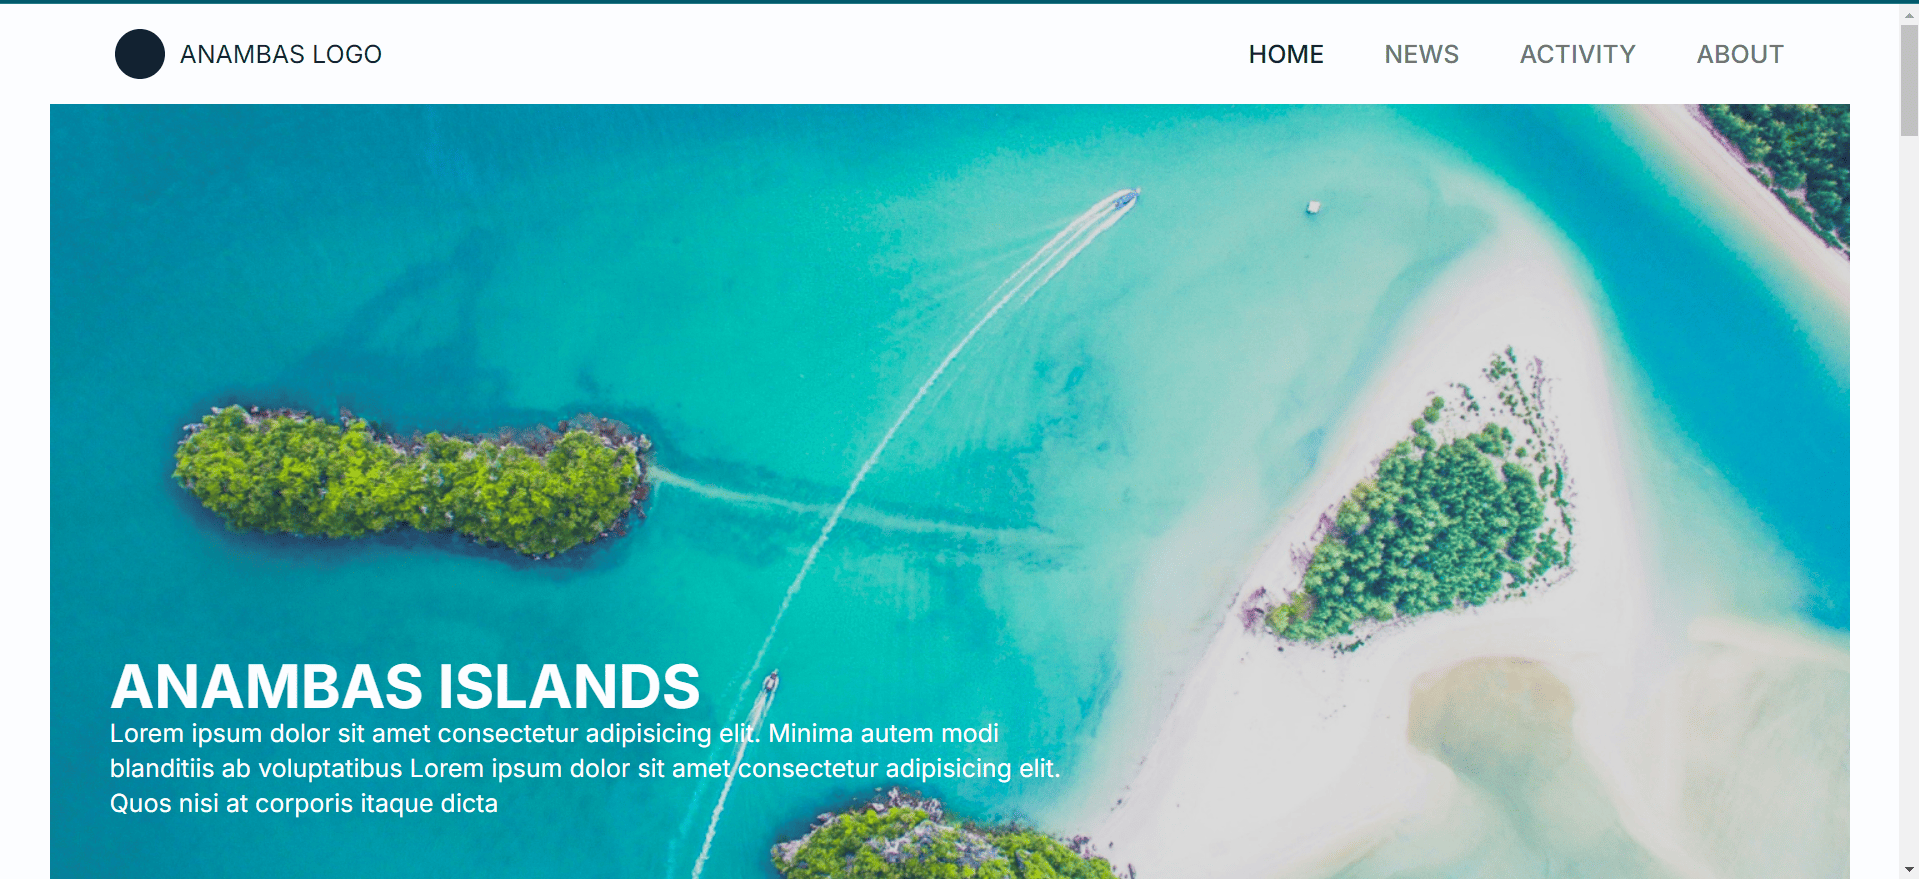 ANAMBAS LOGO
HOME NEWS ACTIVITY ABOUT
ANAMBAS ISLANDS
Lorem ipsum dolor sit amet consectetur adipisicing elit. Minima autem modi
blanditiis ab voluptatibus Lorem ipsum dolor sit amet consectetur adipisicing elit.
Quos nisi at corporis itaque dicta